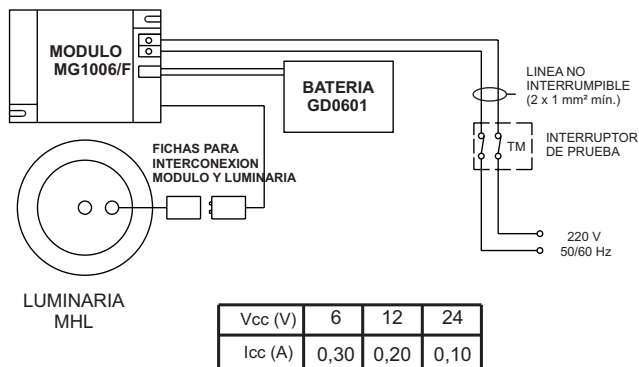 MODULO
MG1006/F
BATERIA
GD0601
LINEA NO
INTERRUMPIBLE
(2 x 1 mm² mín.)
TM
INTERRUPTOR
DE PRUEBA
FICHAS PARA
INTERCONEXION
MODULO Y LUMINARIA
220 V
50/60 Hz
LUMINARIA
MHL
Vcc (V) 6 12 24
Icc (A) 0,30 0,20 0,10